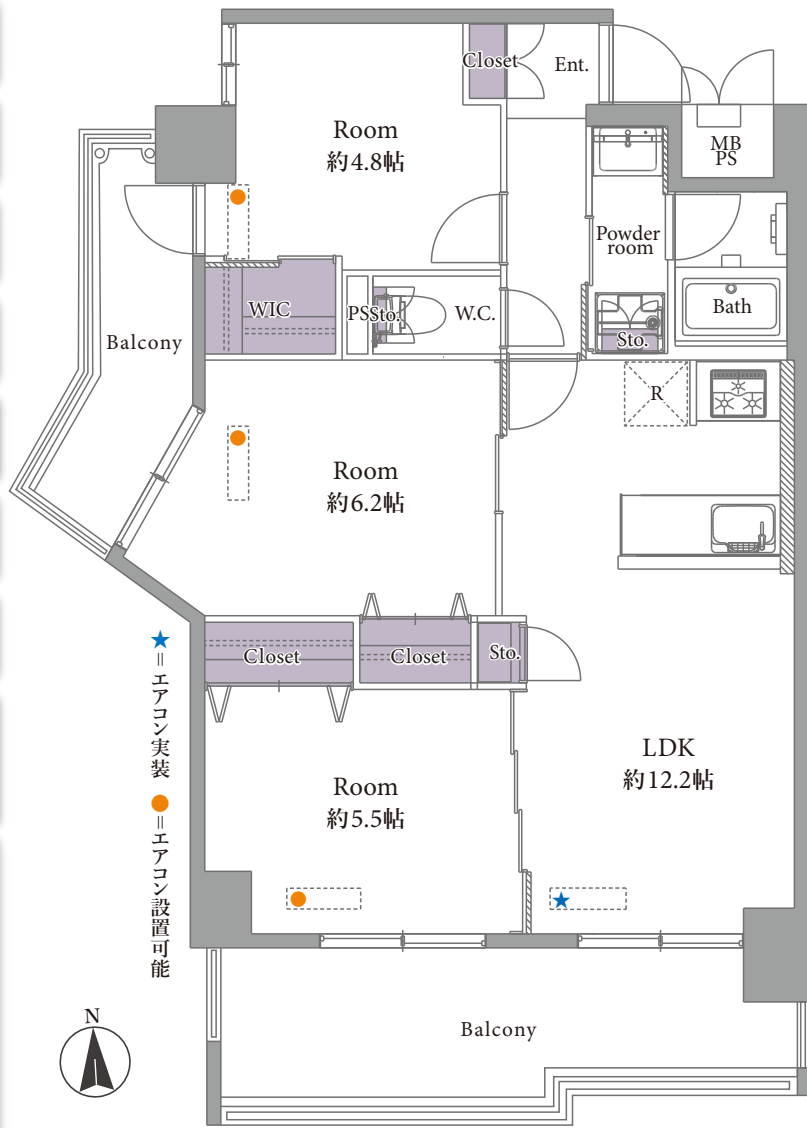 Closet
Ent.
Room
約4.8帖
MB
PS
Powder
room
WIC
PS
Sto.
W.C.
Bath
Balcony
Sto.
R
Room
約6.2帖
Closet
Closet
Sto.
★=エアコン実装 ●=エアコン設置可能
LDK
約12.2帖
Room
約5.5帖
N
Balcony